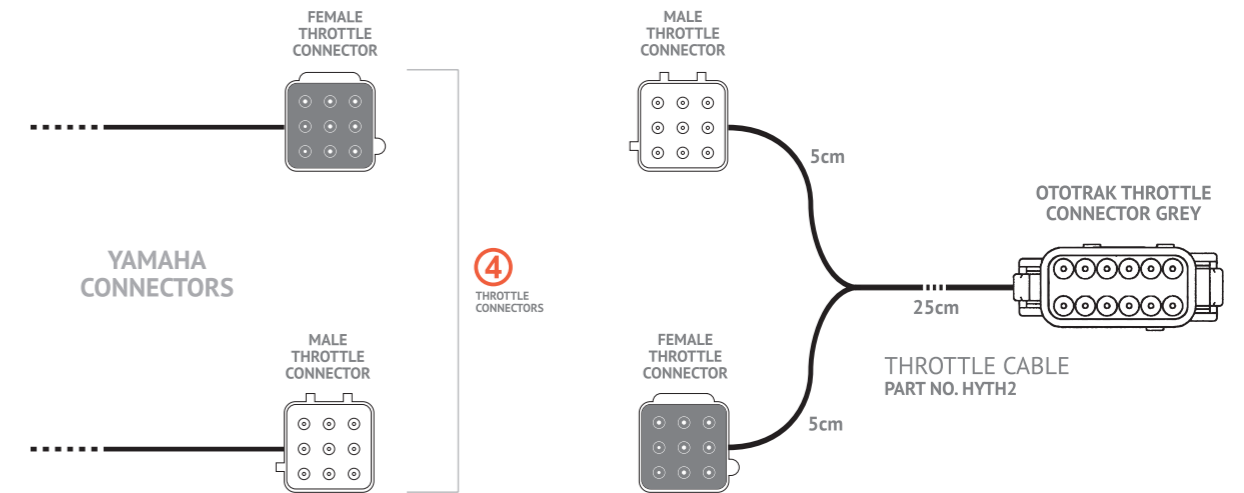 FEMALE
THROTTLE
CONNECTOR
MALE
THROTTLE
CONNECTOR
5cm
OTOTRAK THROTTLE
CONNECTOR GREY
YAMAHA
CONNECTORS
4
THROTTLE
CONNECTORS
25cm
MALE
THROTTLE
CONNECTOR
FEMALE
THROTTLE
CONNECTOR
THROTTLE CABLE
PART NO. HYTH2
5cm